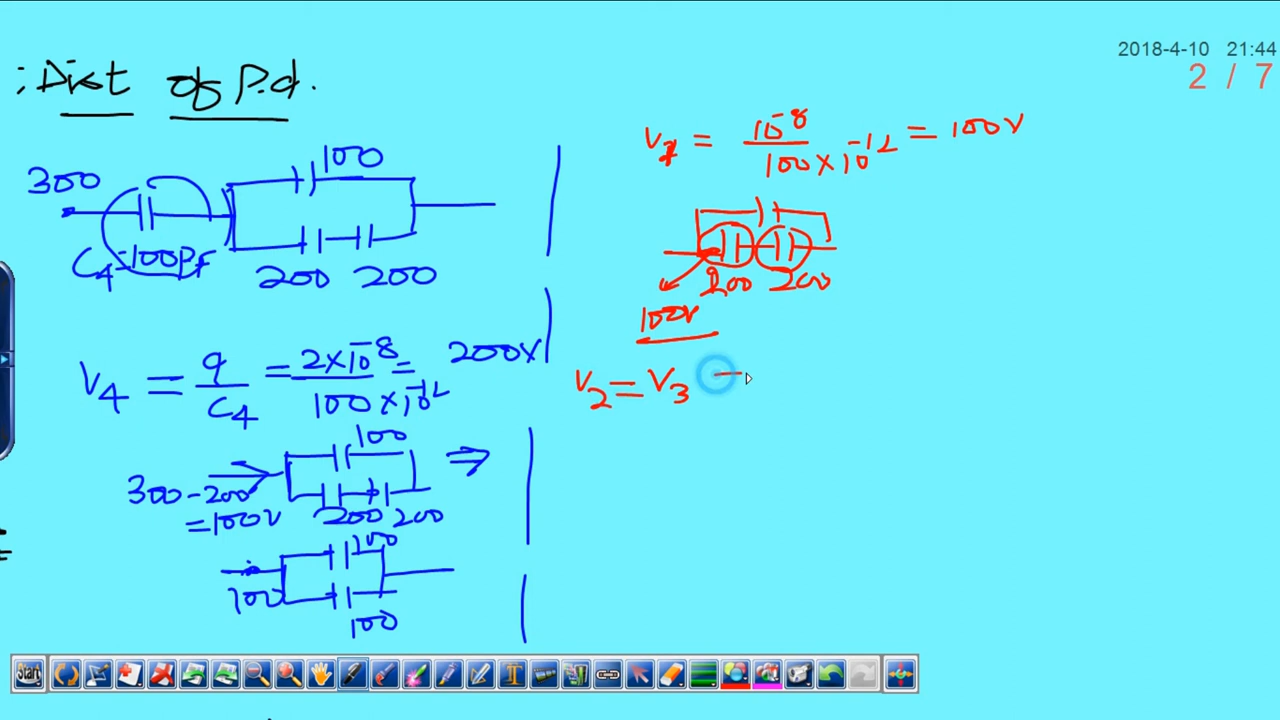 2018-4-10 21:44
2 / 7
: Dist of P.d.
300
100
C4-100pf
200 200
V4 = q/C4 = 2×10⁻⁸/100×10⁻¹² = 200V
100
300-200
=100V
200 200
100
100
100
V1 = 10⁻⁸/100×10⁻¹² = 100V
200 200
100V
V2 = V3 =
Start